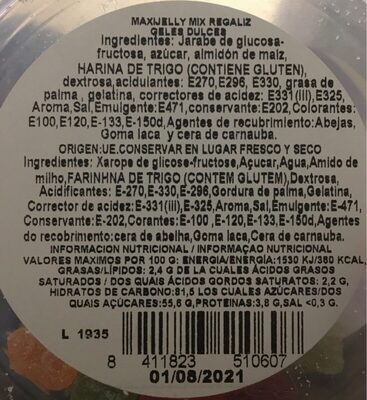 MAXJELLY MIX REGALIZ
GELES DULCES
Ingredientes: Jarabe de glucosa-
fructosa, azúcar, almidón de maiz,
HARINA DE TRIGO (CONTIENE GLUTEN),
dextrosa,acidulantes: E270,E296, E330, grasa de
palma , gelatina, correctores de acidez: E331(iii),E325,
Aroma,Sal,Emulgente:E471,conservante:E202,Colorantes:
E100,E120,E-133,E-150d,Agentes de recubrimiento:Abejas,
Goma laca y cera de carnauba.
ORIGEN:UE.CONSERVAR EN LUGAR FRESCO Y SECO
Ingredientes: Xarope de glicose-fructose,Açucar,Agua,Amido de
milho,FARINHNA DE TRIGO (CONTEM GLUTEM),Dextrosa,
Acidificantes: E-270,E-330,E-296,Gordura de palma,Gelatina,
Corrector de acidez:E-331(iii),E-325,Aroma,Sal,Emulgente:E-471,
Conservante:E-202,Corantes:E-100 , E-120,E-133,E-150d,Agentes
do recobrimento:cera de abelha,Goma laca,Cera de carnauba.
INFORMACION NUTRICIONAL / INFORMAÇAO NUTRICIONAL
VALORES MAXIMOS POR 100 G: ENERGIA/ENERGIA:1530 KJ/360 KCAL,
GRASAS/LÍPIDOS: 2,4 G DE LA CUALES ÁCIDOS GRASOS
SATURADOS / DOS QUAIS ÁCIDOS GORDOS SATURATOS: 2,2 G,
HIDRATOS DE CARBONO:81,5 LOS CUALES AZÚCARES/DOS
QUAIS AÇÚCARES:55,6 G,PROTEINAS:3,8 G,SAL <0,3 G.
L 1935
8 411823 510607
01/08/2021